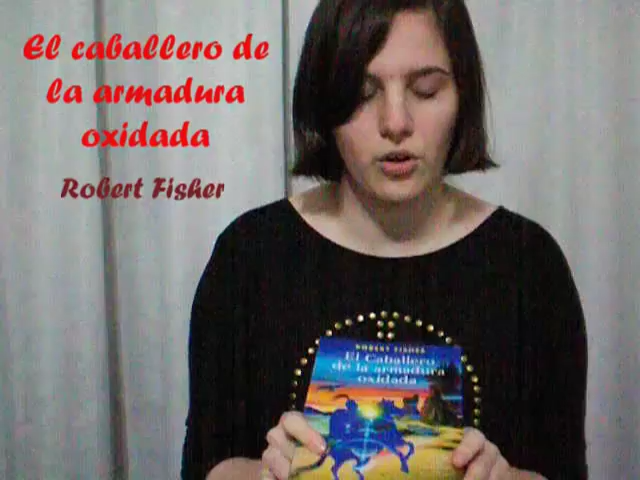 El caballero de
la armadura
oxidada
Robert Fisher
ROBERT FISHER
El Caballero
de la armadura
oxidada